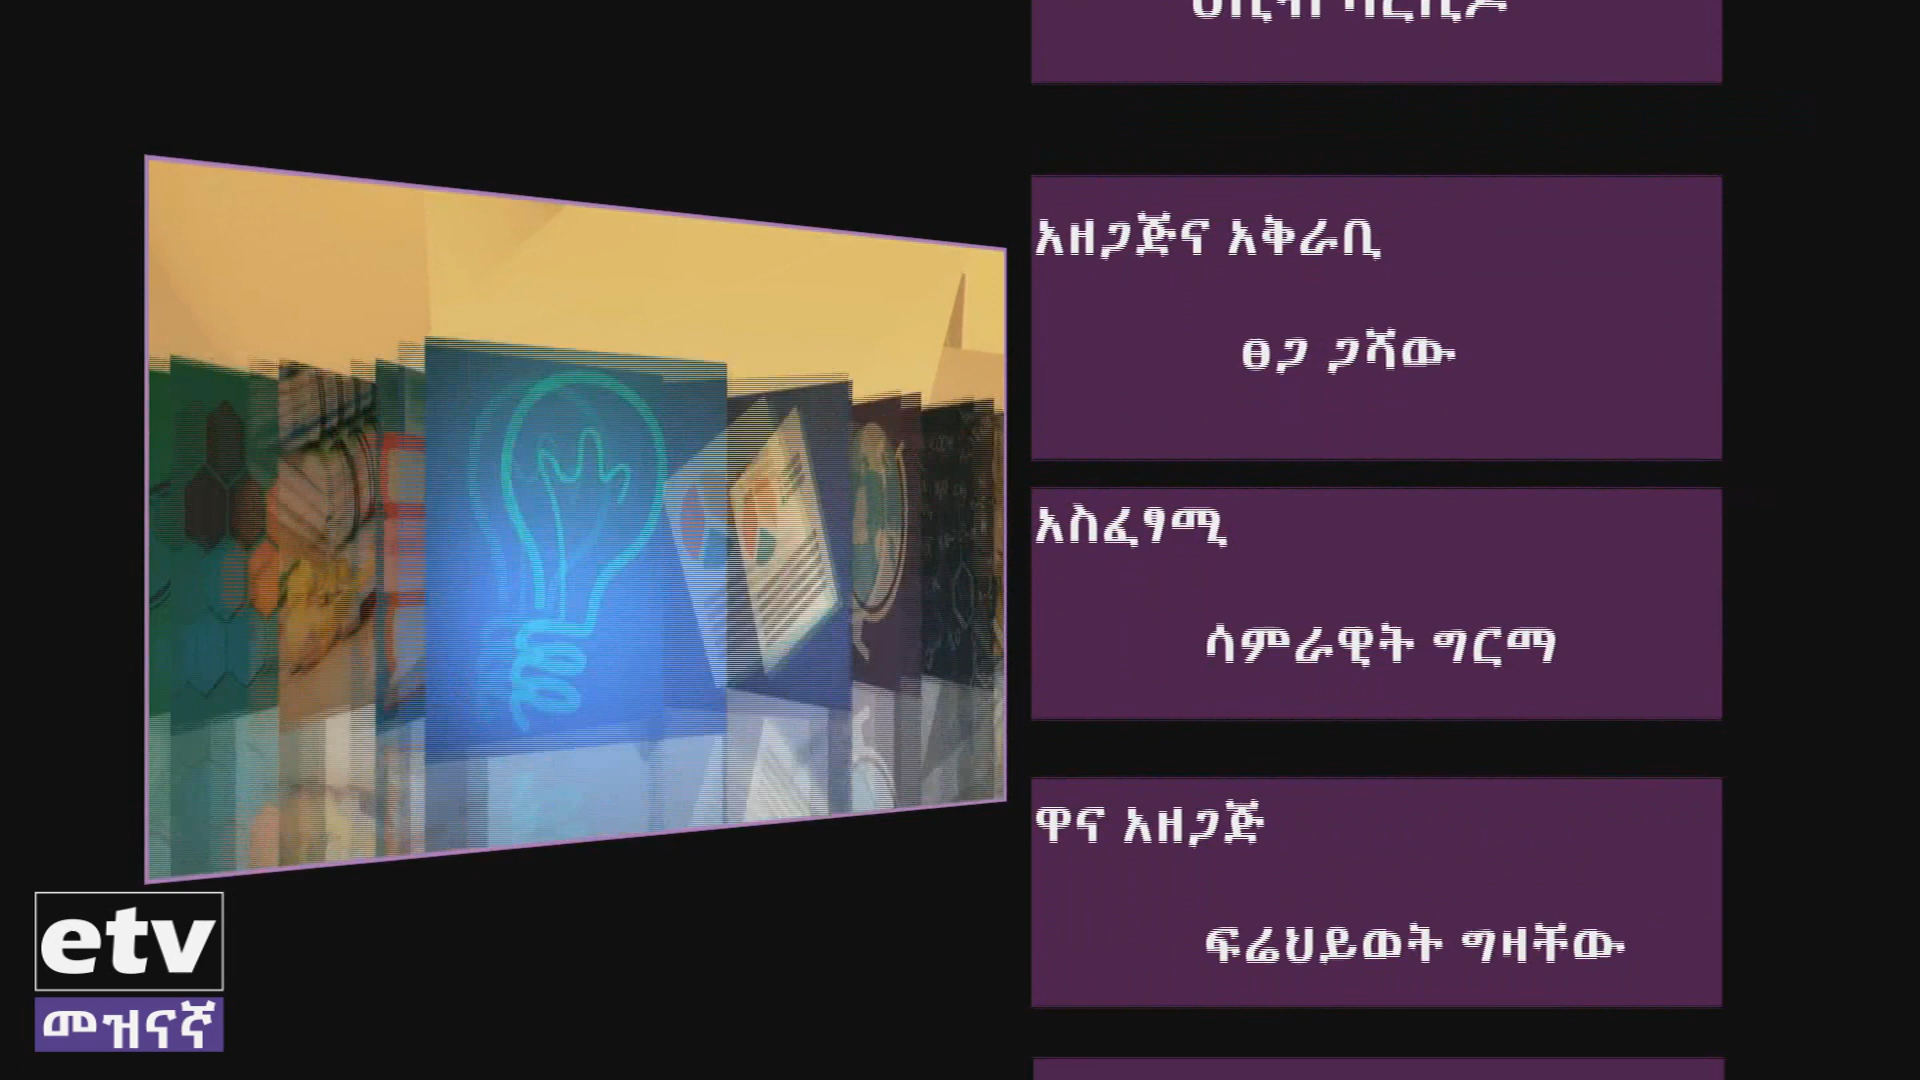 አዘጋጅና አቅራቢ
ፀጋ ጋሻው
አስፈፃሚ
ሳምራዊት ግርማ
ዋና አዘጋጅ
ፍሬህይወት ግዛቸው
etv
መዝናኛ